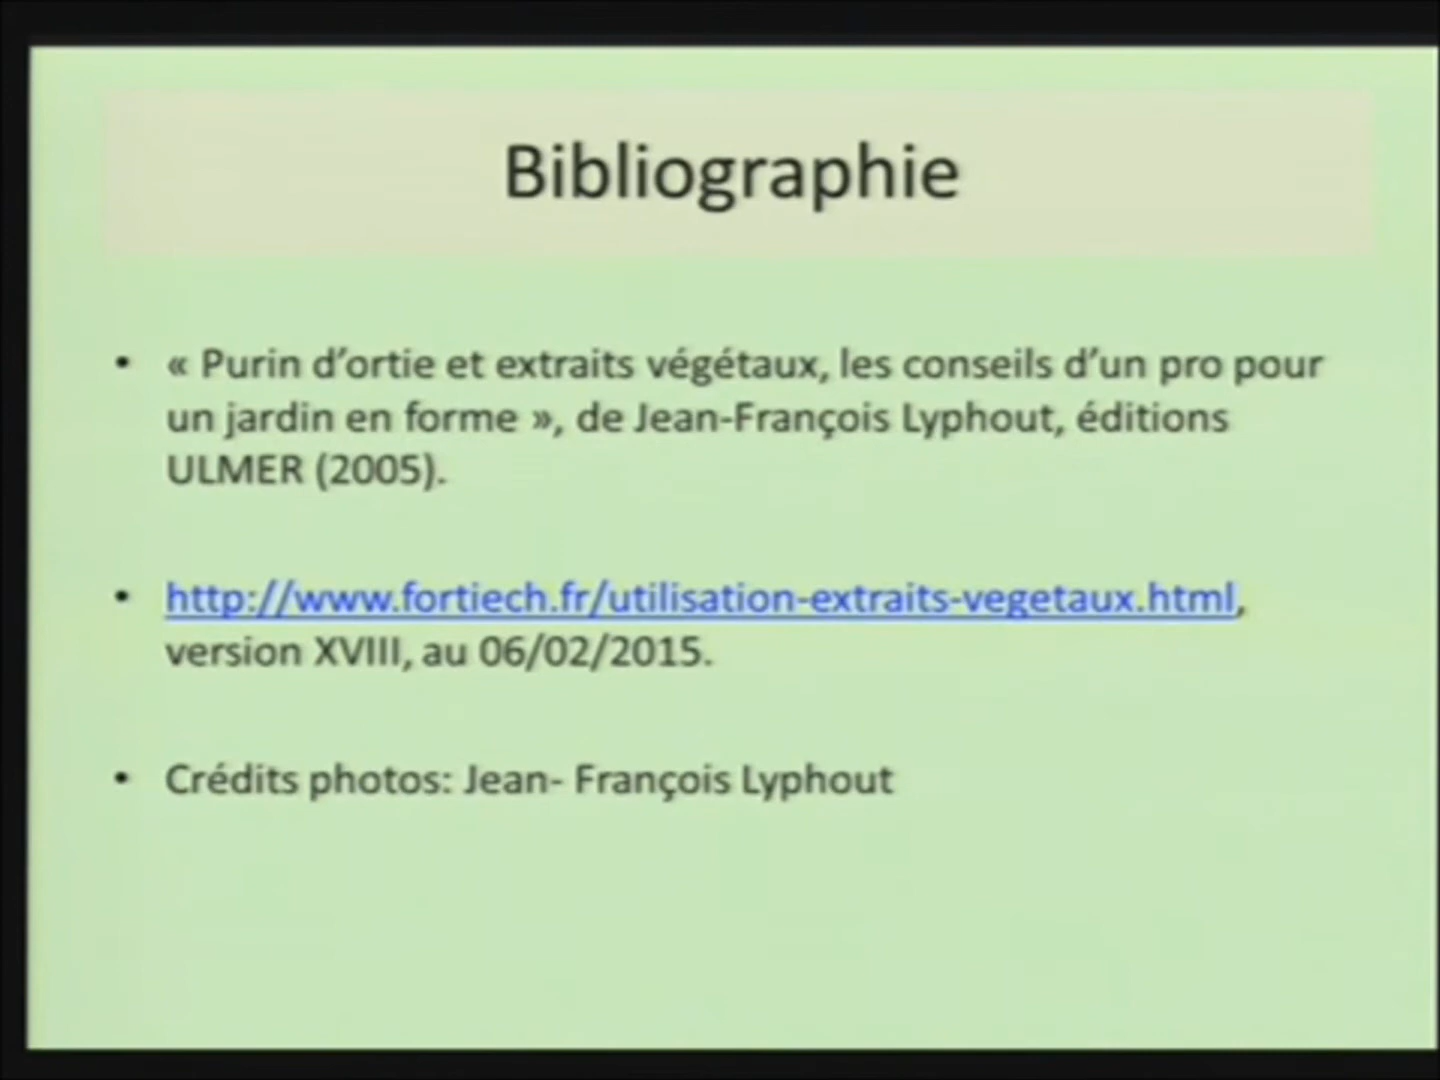 Bibliographie
• « Purin d’ortie et extraits végétaux, les conseils d’un pro pour
un jardin en forme », de Jean-François Lyphout, éditions
ULMER (2005).
• http://www.fortiech.fr/utilisation-extraits-vegetaux.html,
version XVIII, au 06/02/2015.
• Crédits photos: Jean- François Lyphout